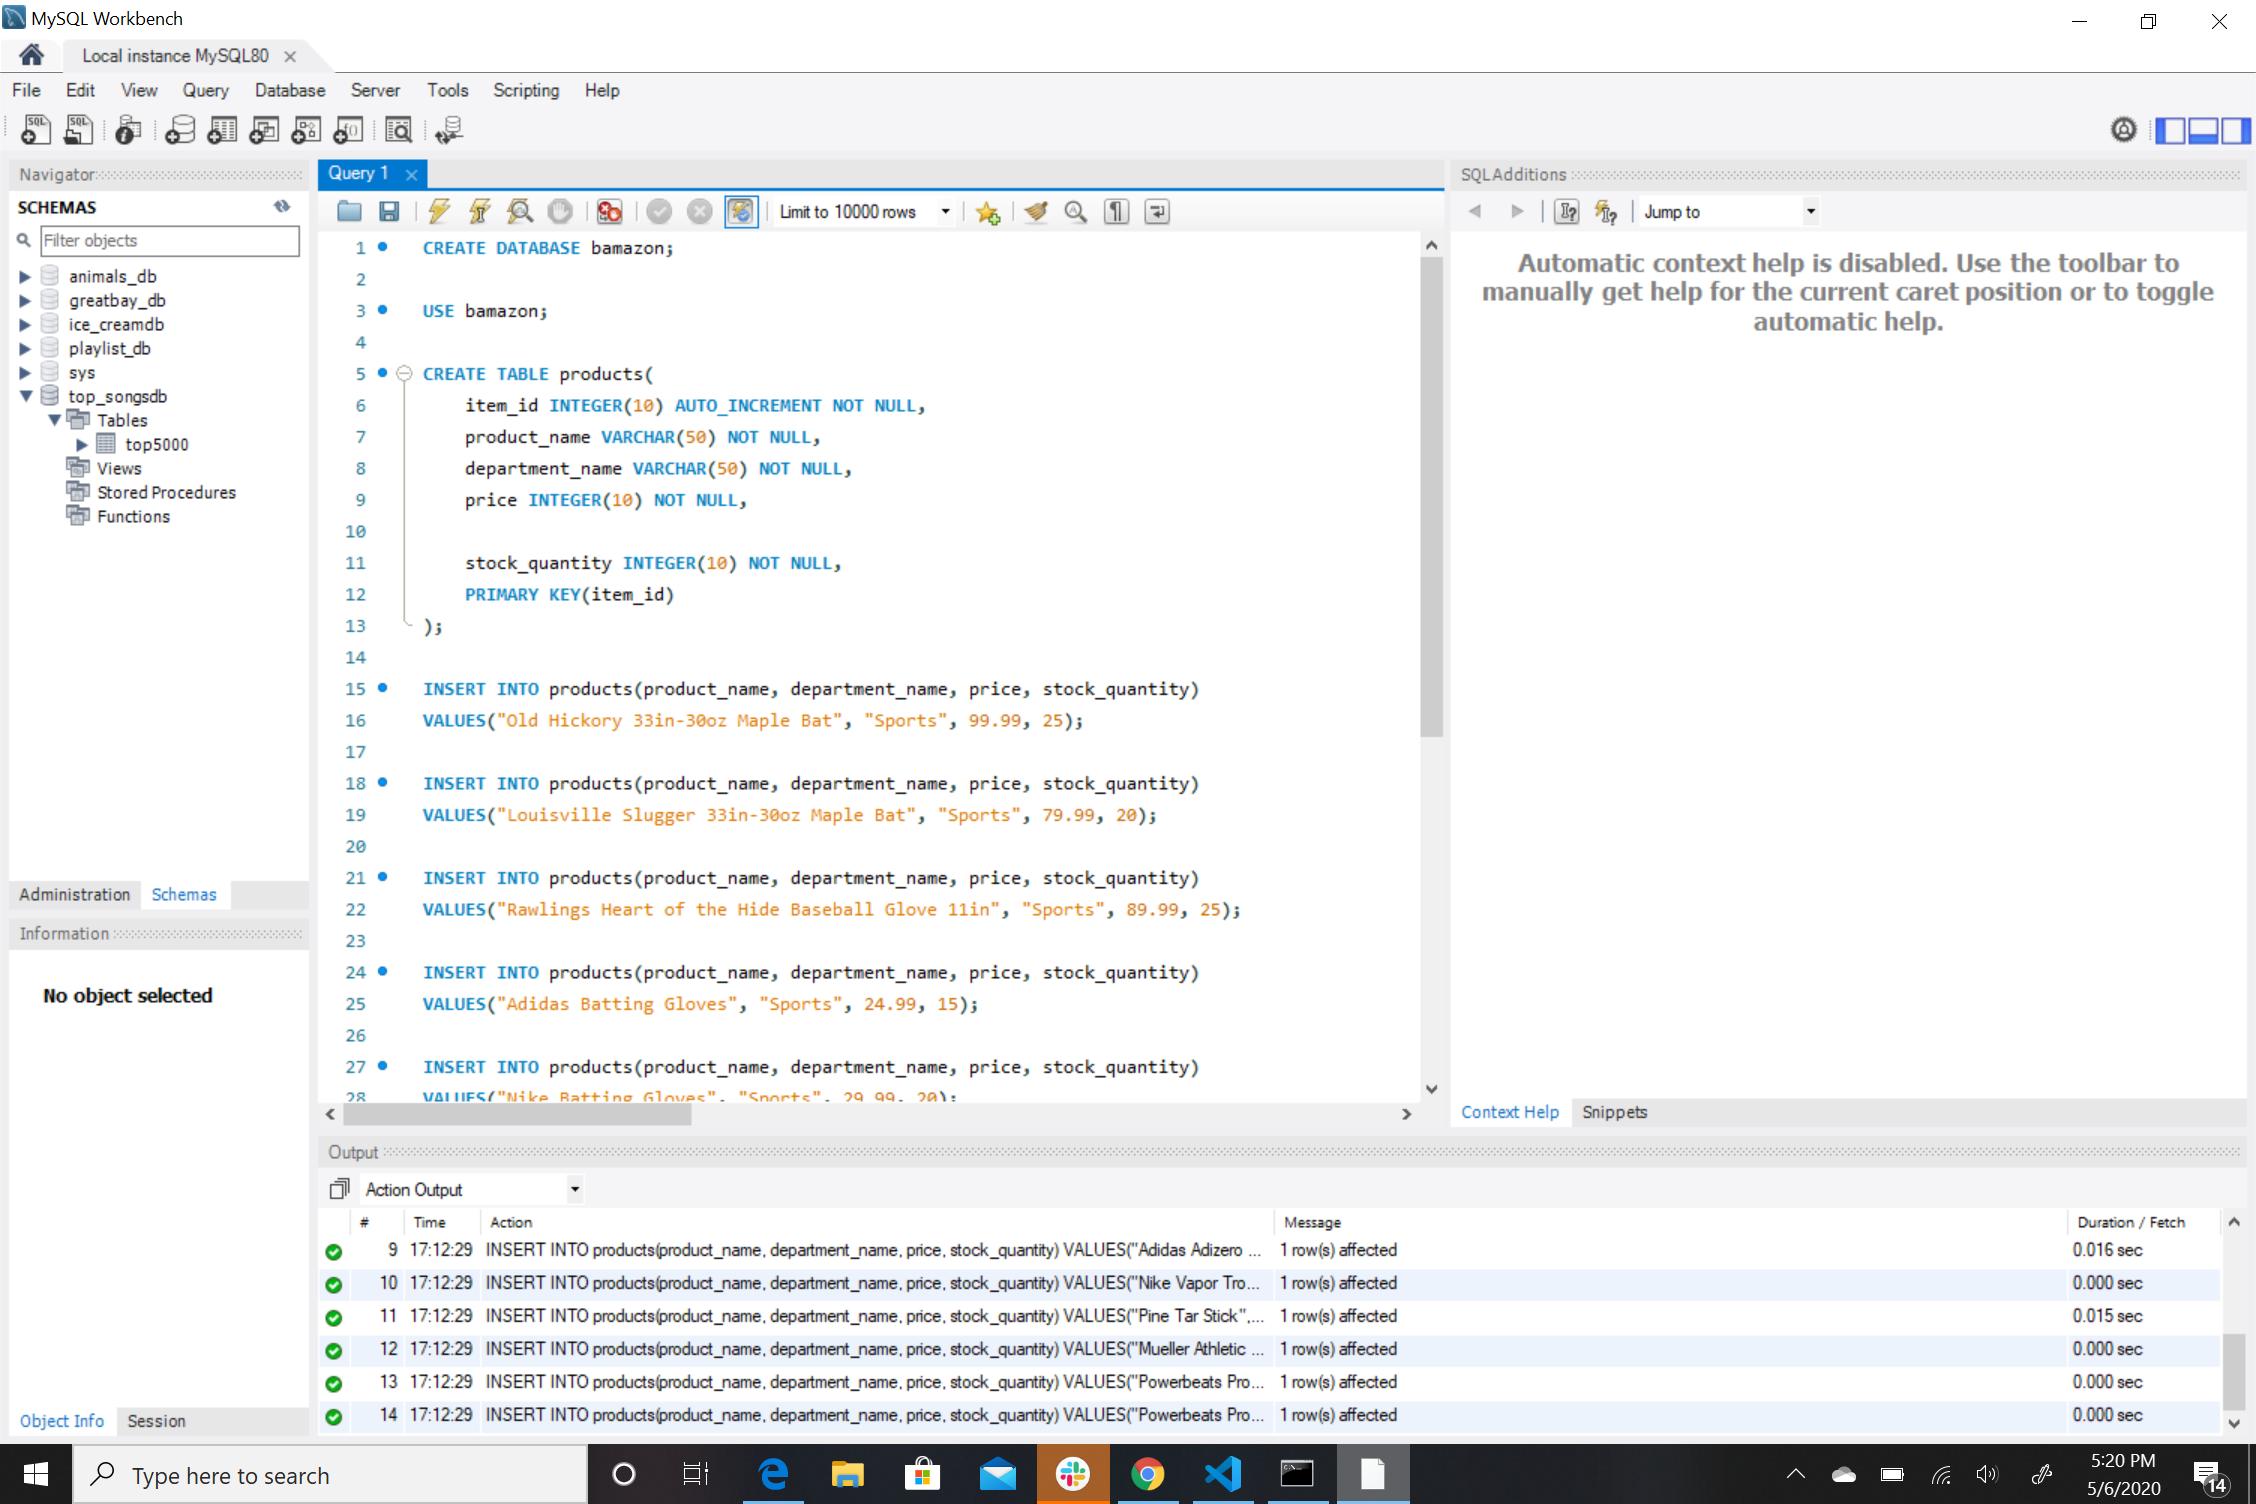 MySQL Workbench
Local instance MySQL80
File Edit View Query Database Server Tools Scripting Help
Navigator
SCHEMAS
Filter objects
animals_db
greatbay_db
ice_creamdb
playlist_db
sys
top_songsdb
Tables
top5000
Views
Stored Procedures
Functions
Administration Schemas
Information
No object selected
Object Info Session
Query 1
Limit to 10000 rows
1 CREATE DATABASE bamazon;
2
3 USE bamazon;
4
5 CREATE TABLE products(
6 item_id INTEGER(10) AUTO_INCREMENT NOT NULL,
7 product_name VARCHAR(50) NOT NULL,
8 department_name VARCHAR(50) NOT NULL,
9 price INTEGER(10) NOT NULL,
10
11 stock_quantity INTEGER(10) NOT NULL,
12 PRIMARY KEY(item_id)
13 );
14
15 INSERT INTO products(product_name, department_name, price, stock_quantity)
16 VALUES("Old Hickory 33in-30oz Maple Bat", "Sports", 99.99, 25);
17
18 INSERT INTO products(product_name, department_name, price, stock_quantity)
19 VALUES("Louisville Slugger 33in-30oz Maple Bat", "Sports", 79.99, 20);
20
21 INSERT INTO products(product_name, department_name, price, stock_quantity)
22 VALUES("Rawlings Heart of the Hide Baseball Glove 11in", "Sports", 89.99, 25);
23
24 INSERT INTO products(product_name, department_name, price, stock_quantity)
25 VALUES("Adidas Batting Gloves", "Sports", 24.99, 15);
26
27 INSERT INTO products(product_name, department_name, price, stock_quantity)
28 VALUES("Nike Batting Gloves", "Sports", 29.99, 20);
SQLAdditions
Jump to
Automatic context help is disabled. Use the toolbar to
manually get help for the current caret position or to toggle
automatic help.
Context Help Snippets
Output
Action Output
# Time Action Message Duration / Fetch
9 17:12:29 INSERT INTO products(product_name, department_name, price, stock_quantity) VALUES("Adidas Adizero ... 1 row(s) affected 0.016 sec
10 17:12:29 INSERT INTO products(product_name, department_name, price, stock_quantity) VALUES("Nike Vapor Tro... 1 row(s) affected 0.000 sec
11 17:12:29 INSERT INTO products(product_name, department_name, price, stock_quantity) VALUES("Pine Tar Stick",... 1 row(s) affected 0.015 sec
12 17:12:29 INSERT INTO products(product_name, department_name, price, stock_quantity) VALUES("Mueller Athletic ... 1 row(s) affected 0.000 sec
13 17:12:29 INSERT INTO products(product_name, department_name, price, stock_quantity) VALUES("Powerbeats Pro... 1 row(s) affected 0.000 sec
14 17:12:29 INSERT INTO products(product_name, department_name, price, stock_quantity) VALUES("Powerbeats Pro... 1 row(s) affected 0.000 sec
Type here to search
5:20 PM
5/6/2020
14